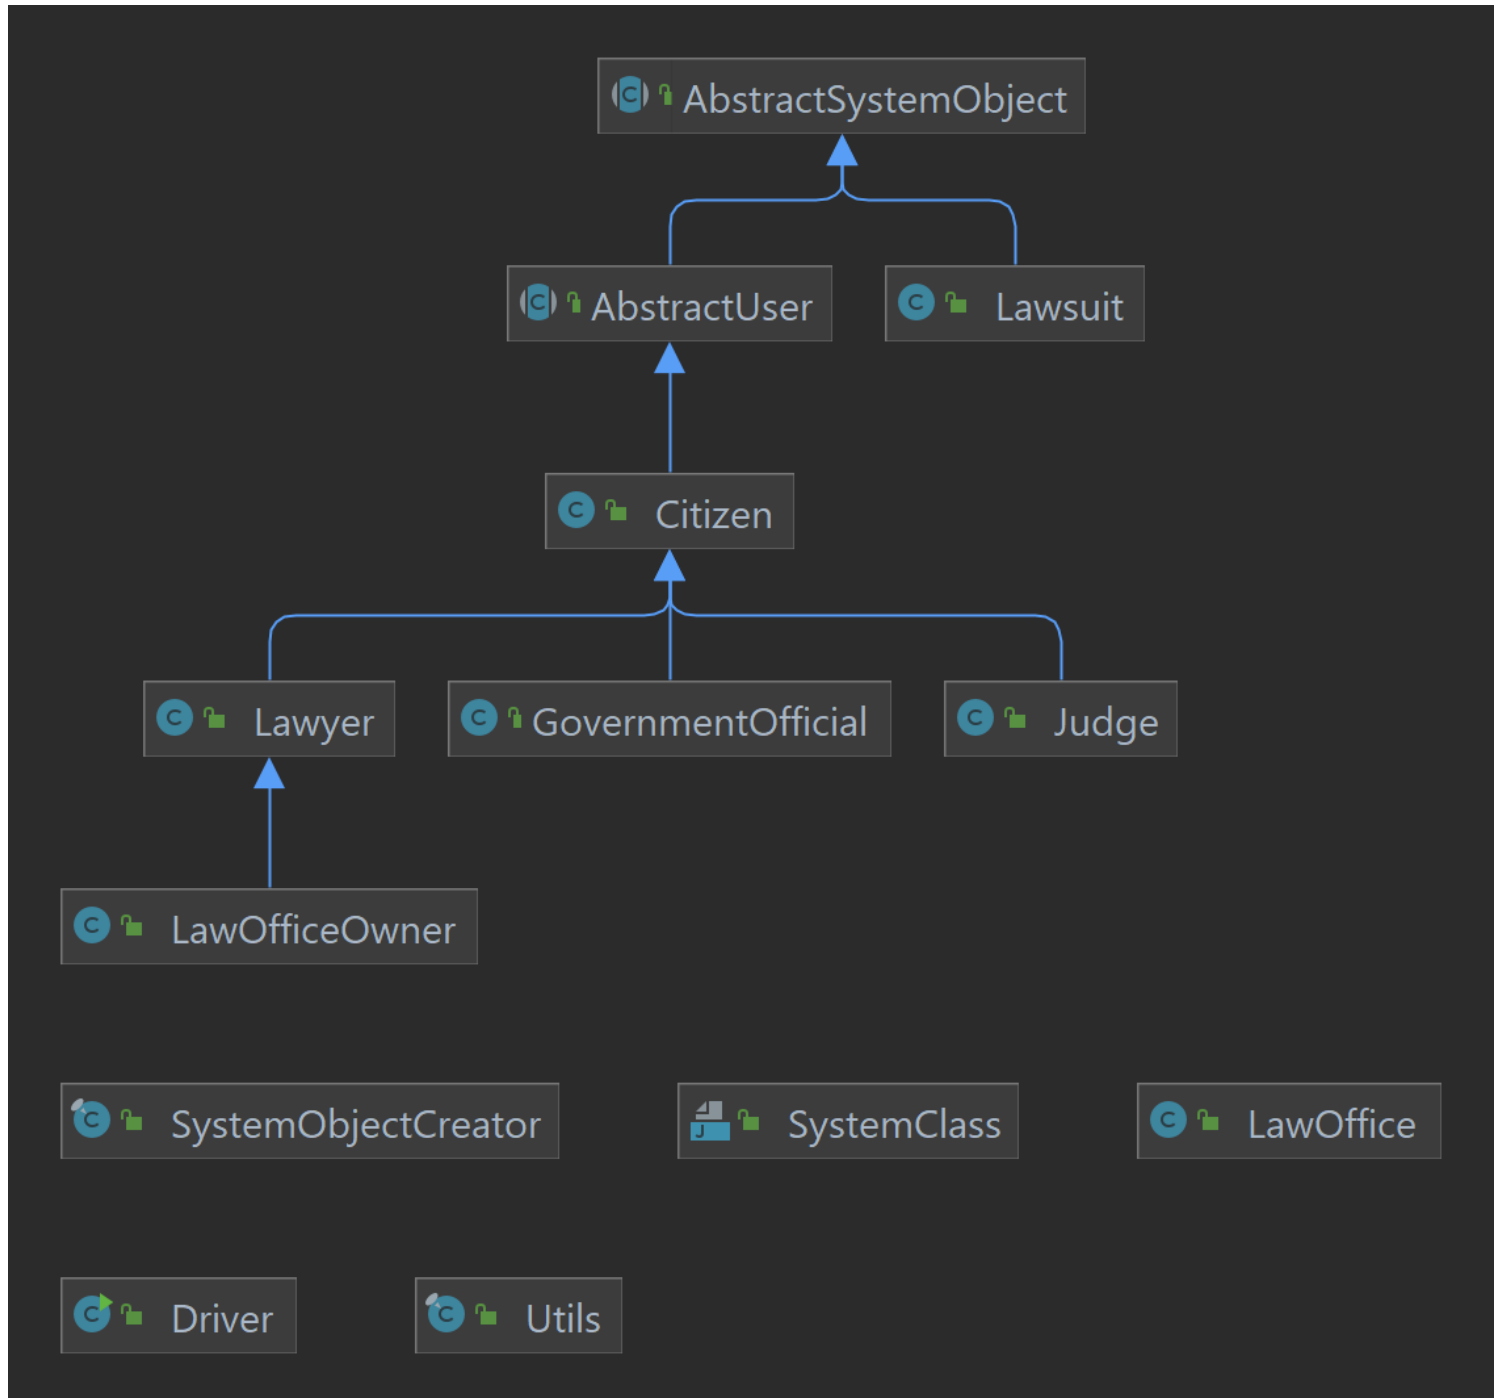 AbstractSystemObject
AbstractUser
Lawsuit
Citizen
Lawyer
GovernmentOfficial
Judge
LawOfficeOwner
SystemObjectCreator
SystemClass
LawOffice
Driver
Utils